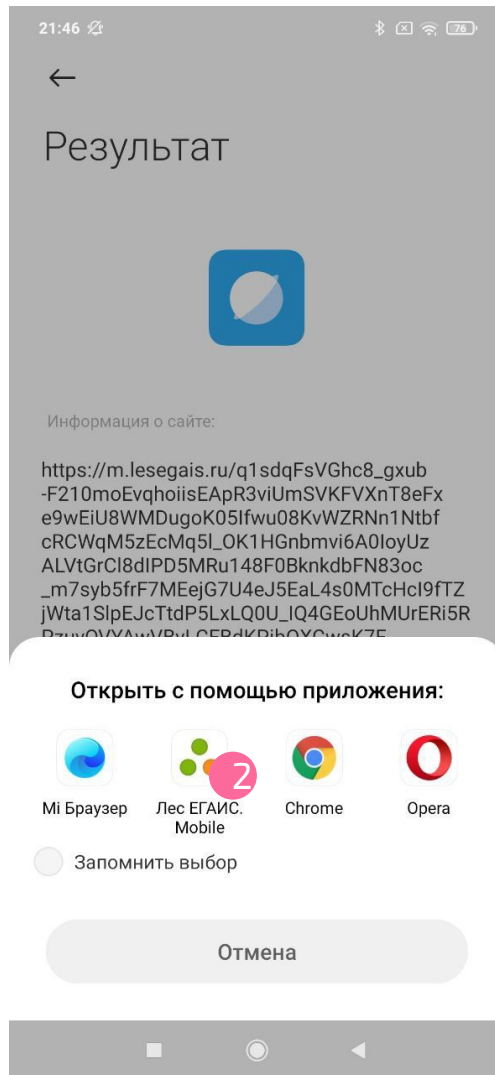 21:46
76
Результат
Информация о сайте:
https://m.lesegais.ru/q1sdqFsVGhc8_gxub
-F210moEvqhoiisEApR3viUmSVKFVXnT8eFx
e9wEiU8WMDugoK05Ifwu08KvWZRNn1Ntbf
cRCWqM5zEcMq5l_OK1HGnbmvi6A0IoyUz
ALVtGrCl8dIPD5MRu148F0BknkdbFN83oc
_m7syb5frF7MEejG7U4eJ5EaL4s0MTcHcI9fTZ
jWta1SlpEJcTtdP5LxLQ0U_IQ4GEoUhMUrERi5R
Открыть с помощью приложения:
2
Mi Браузер Лес ЕГАИС. Chrome Opera
Mobile
Запомнить выбор
Отмена